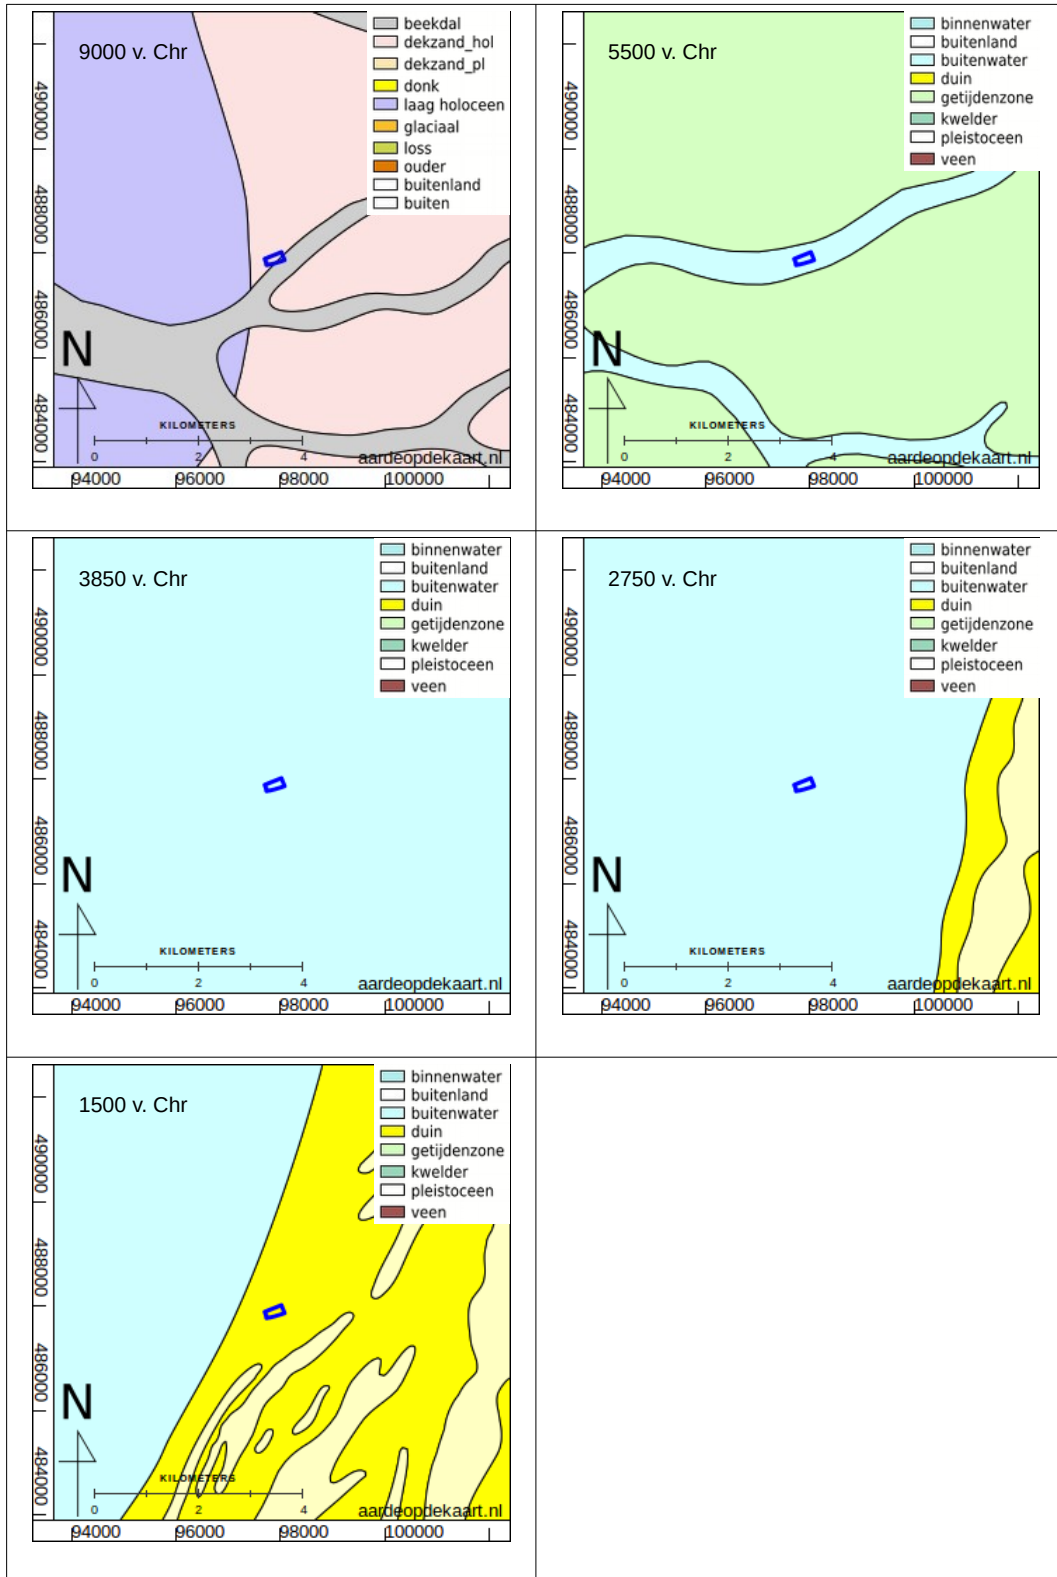 9000 v. Chr
beekdal
dekzand_hol
dekzand_pl
donk
laag holoceen
glaciaal
loss
ouder
buitenland
buiten
490000
488000
486000
484000
N
KILOMETERS
0 2 4
aardeopdekaart.nl
94000 96000 98000 100000
5500 v. Chr
binnenwater
buitenland
buitenwater
duin
getijdenzone
kwelder
pleistoceen
veen
490000
488000
486000
484000
N
KILOMETERS
0 2 4
aardeopdekaart.nl
94000 96000 98000 100000
3850 v. Chr
binnenwater
buitenland
buitenwater
duin
getijdenzone
kwelder
pleistoceen
veen
490000
488000
486000
484000
N
KILOMETERS
0 2 4
aardeopdekaart.nl
94000 96000 98000 100000
2750 v. Chr
binnenwater
buitenland
buitenwater
duin
getijdenzone
kwelder
pleistoceen
veen
490000
488000
486000
484000
N
KILOMETERS
0 2 4
aardeopdekaart.nl
94000 96000 98000 100000
1500 v. Chr
binnenwater
buitenland
buitenwater
duin
getijdenzone
kwelder
pleistoceen
veen
490000
488000
486000
484000
N
KILOMETERS
0 2 4
aardeopdekaart.nl
94000 96000 98000 100000